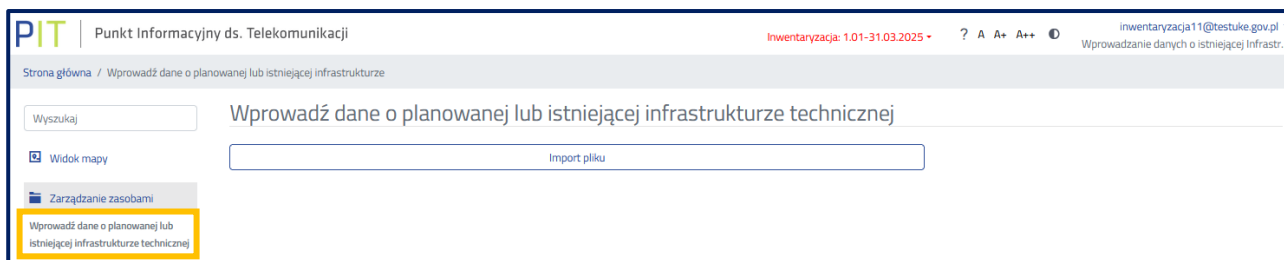 PIT Punkt Informacyjny ds. Telekomunikacji
Inwentaryzacja: 1.01-31.03.2025
? A A+ A++
inwentaryzacja11@testuke.gov.pl
Wprowadzanie danych o istniejącej Infrastr.
Strona główna / Wprowadź dane o planowanej lub istniejącej infrastrukturze
Wyszukaj
Wprowadź dane o planowanej lub istniejącej infrastrukturze technicznej
Widok mapy
Import pliku
Zarządzanie zasobami
Wprowadź dane o planowanej lub
istniejącej infrastrukturze technicznej